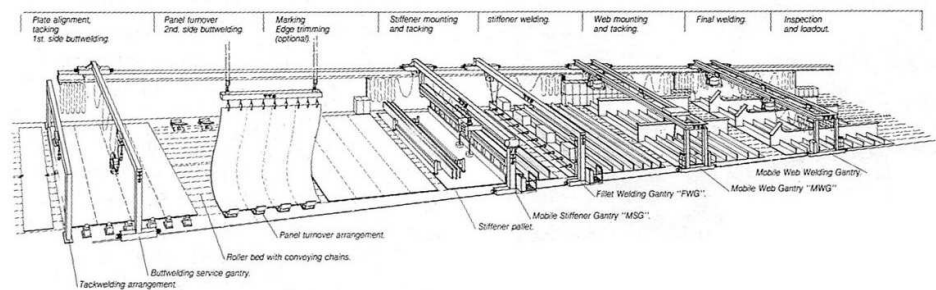 Plate alignment,
tacking
1st. side buttwelding.
Panel turnover
2nd. side buttwelding.
Marking
Edge trimming
(optional)
Stiffener mounting
and tacking
stiffener welding.
Web mounting
and tacking.
Final welding.
Inspection
and loadout.
Mobile Web Welding Gantry.
Mobile Web Gantry "MWG"
Fillet Welding Gantry "FWG".
Mobile Stiffener Gantry "MSG".
Stiffener pallet.
Panel turnover arrangement.
Roller bed with conveying chains.
Buttwelding service gantry.
Tackwelding arrangement